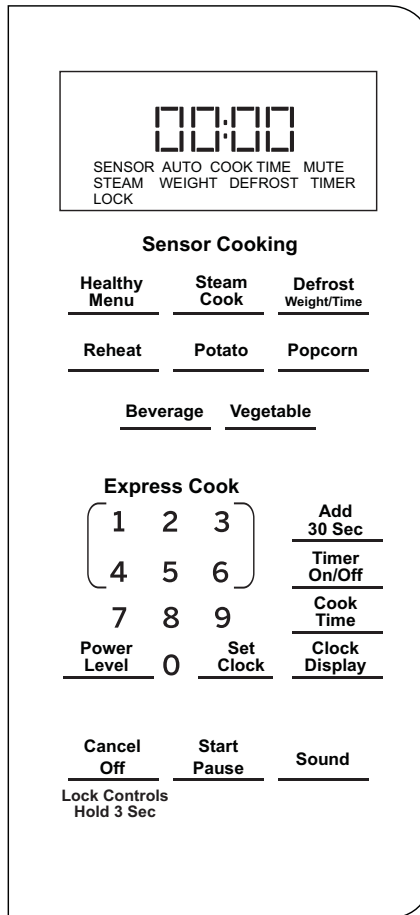 00:00
SENSOR AUTO COOK TIME MUTE
STEAM WEIGHT DEFROST TIMER
LOCK
Sensor Cooking
Healthy Menu
Steam Cook
Defrost
Weight/Time
Reheat Potato Popcorn
Beverage Vegetable
Express Cook
1 2 3
Add
30 Sec
4 5 6
Timer
On/Off
7 8 9
Cook
Time
Power
Level
0
Set
Clock
Clock
Display
Cancel
Off
Start
Pause
Sound
Lock Controls
Hold 3 Sec